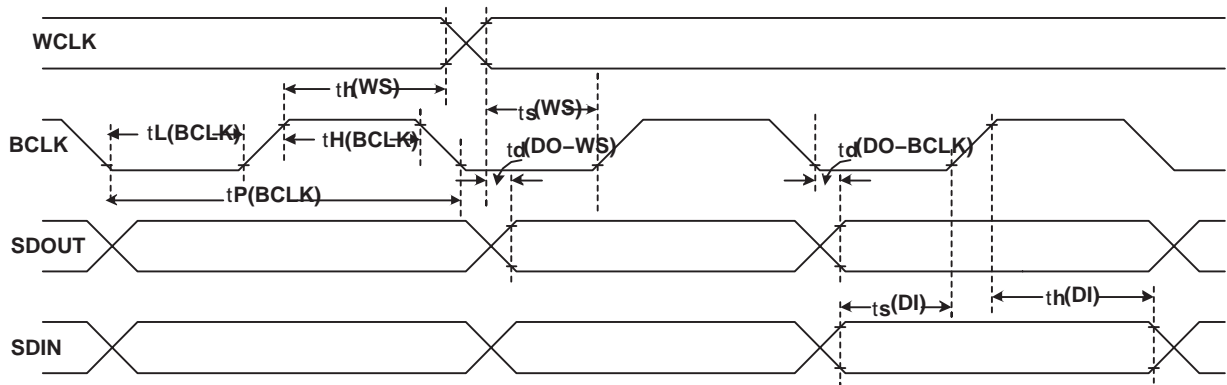 WCLK
th(WS)
ts(WS)
BCLK
tL(BCLK)
tH(BCLK)
td(DO−WS)
td(DO−BCLK)
tP(BCLK)
SDOUT
ts(DI)
th(DI)
SDIN